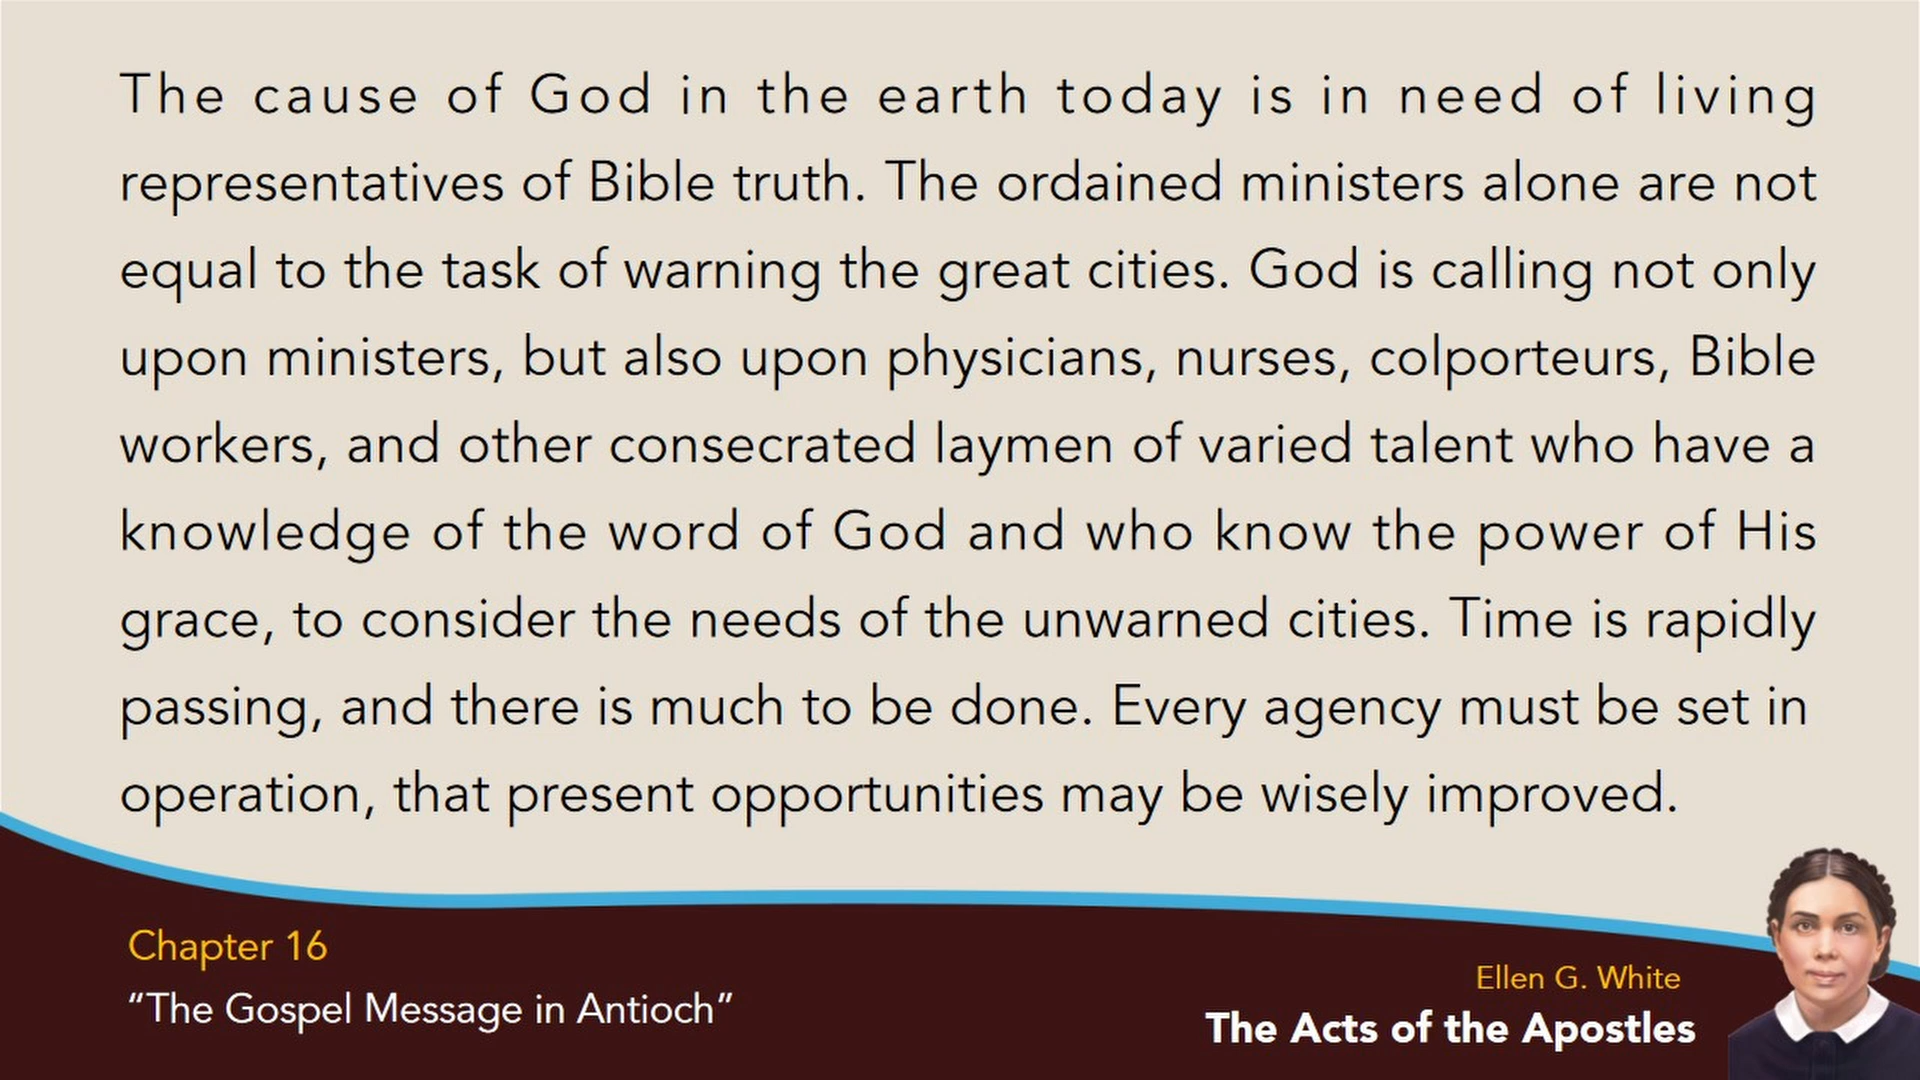 The cause of God in the earth today is in need of living
representatives of Bible truth. The ordained ministers alone are not
equal to the task of warning the great cities. God is calling not only
upon ministers, but also upon physicians, nurses, colporteurs, Bible
workers, and other consecrated laymen of varied talent who have a
knowledge of the word of God and who know the power of His
grace, to consider the needs of the unwarned cities. Time is rapidly
passing, and there is much to be done. Every agency must be set in
operation, that present opportunities may be wisely improved.
Chapter 16
“The Gospel Message in Antioch”
Ellen G. White
The Acts of the Apostles